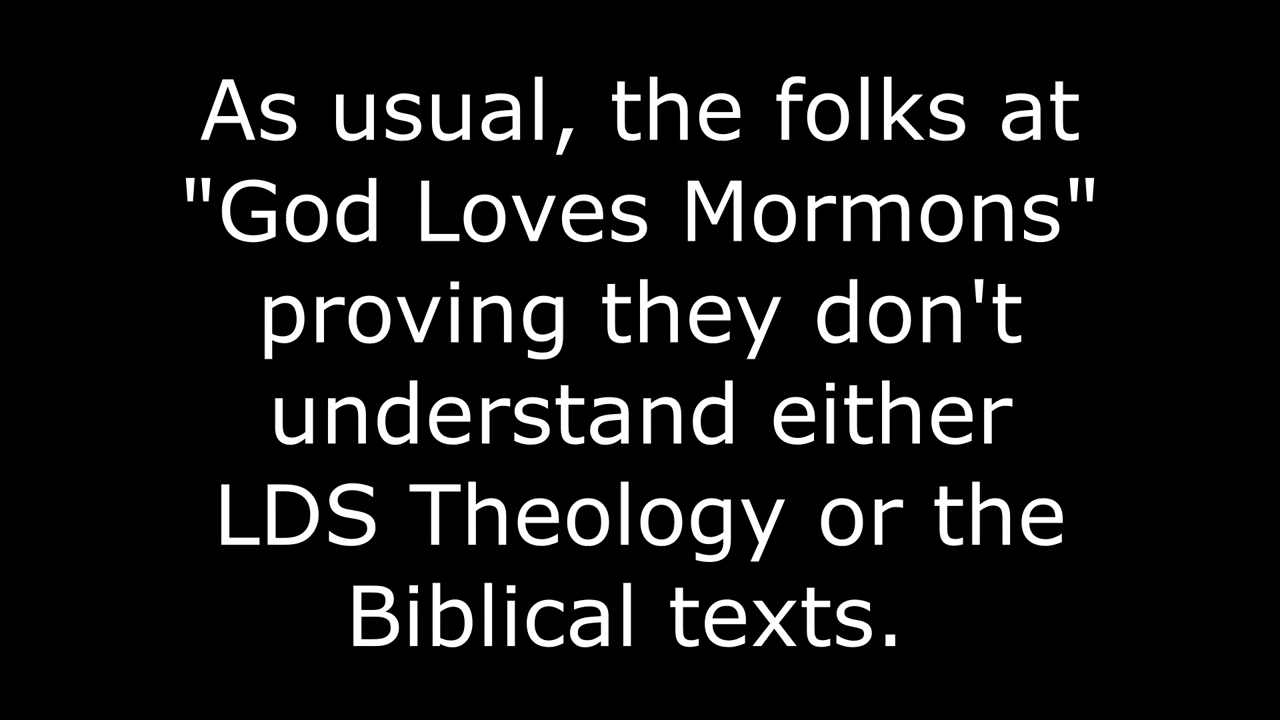 As usual, the folks at
"God Loves Mormons"
proving they don't
understand either
LDS Theology or the
Biblical texts.